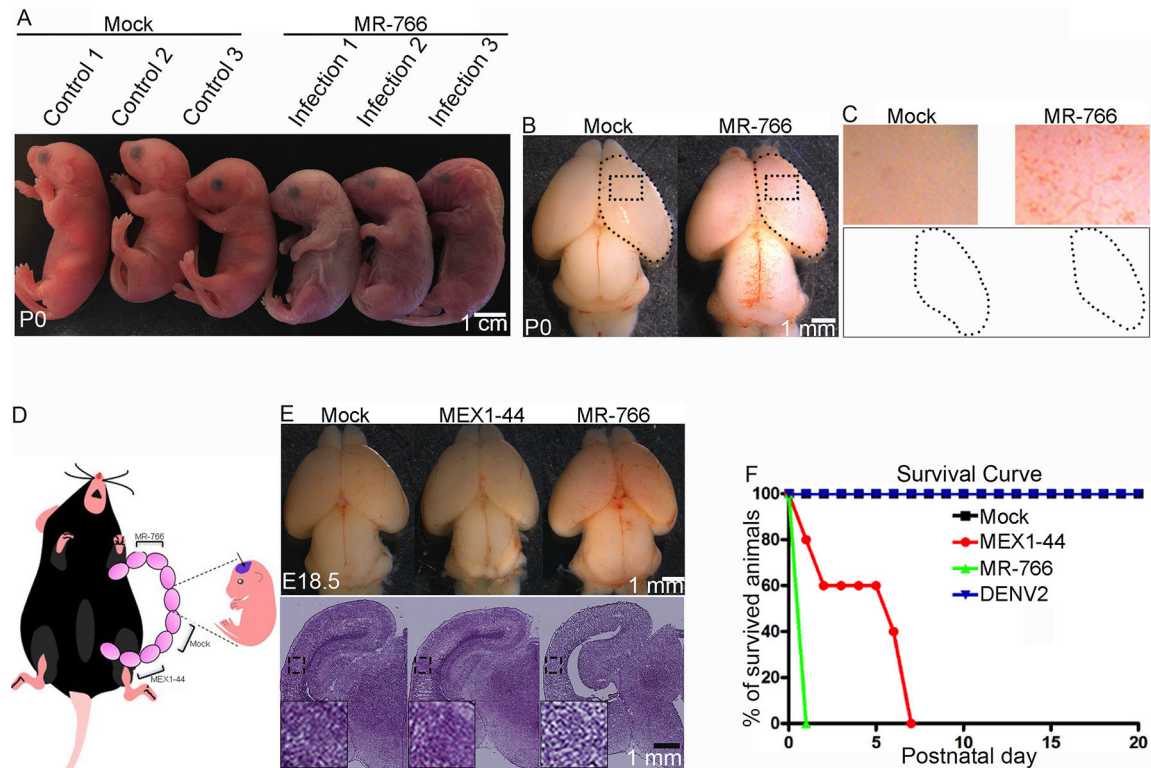 A
Mock
MR-766
Control 1
Control 2
Control 3
Infection 1
Infection 2
Infection 3
P0
1 cm
B
Mock
MR-766
P0
1 mm
C
Mock
MR-766
D
MR-766
Mock
MEX1-44
E
Mock
MEX1-44
MR-766
E18.5
1 mm
1 mm
F
Survival Curve
% of survived animals
100
80
60
40
20
0
Mock
MEX1-44
MR-766
DENV2
0
5
10
15
20
Postnatal day